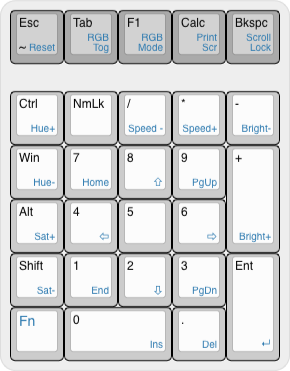 Esc Tab F1 Calc Bkspc
~ Reset RGB Tog RGB Mode Print Scr Scroll Lock
Ctrl NmLk / * -
Hue+ Speed - Speed+ Bright-
Win 7 8 9 +
Hue- Home ⇧ PgUp
Alt 4 5 6
Sat+ ⇦ ⇨ Bright+
Shift 1 2 3 Ent
Sat- End ⇩ PgDn
Fn 0 .
Ins Del ↵